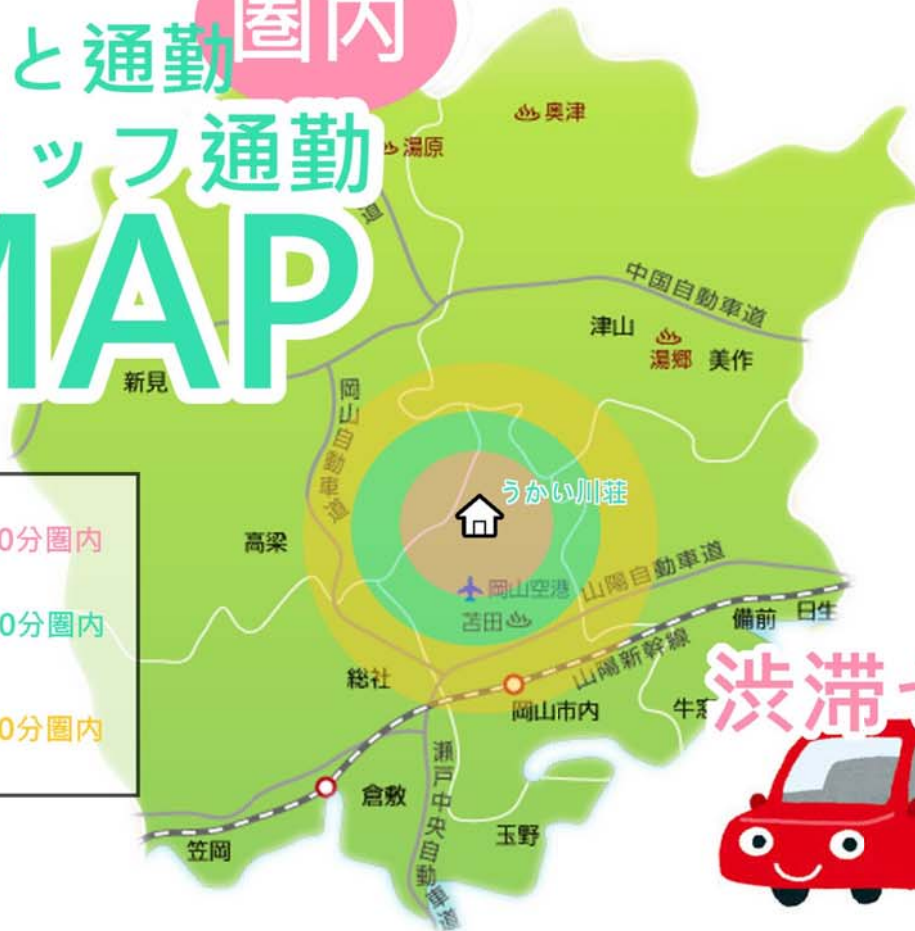 圏内
と通勤
ッフ通勤
MAP
奥津
湯原
道
中国自動車道
津山
湯郷
美作
新見
岡山自動車道
うかい川荘
0分圏内
高梁
岡山空港
山陽自動車道
0分圏内
苫田
備前
日生
山陽新幹線
総社
岡山市内
牛窓
渋滞
0分圏内
瀬戸中央自動車道
倉敷
玉野
笠岡